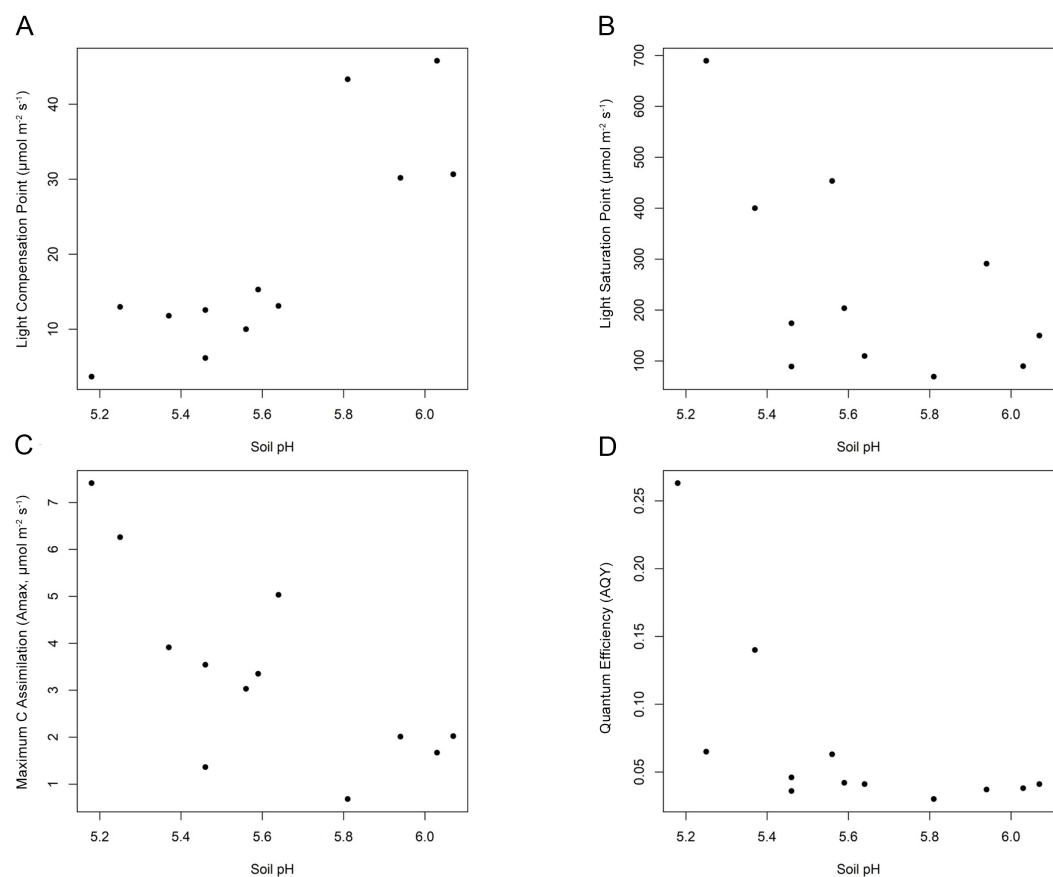 A
B
Light Compensation Point (µmol m⁻² s⁻¹)
40
30
20
10
5.2 5.4 5.6 5.8 6.0
Soil pH
Light Saturation Point (µmol m⁻² s⁻¹)
700
600
500
400
300
200
100
5.2 5.4 5.6 5.8 6.0
Soil pH
C
D
Maximum C Assimilation (Amax, µmol m⁻² s⁻¹)
7
6
5
4
3
2
1
5.2 5.4 5.6 5.8 6.0
Soil pH
Quantum Efficiency (AQY)
0.25
0.20
0.15
0.10
0.05
5.2 5.4 5.6 5.8 6.0
Soil pH